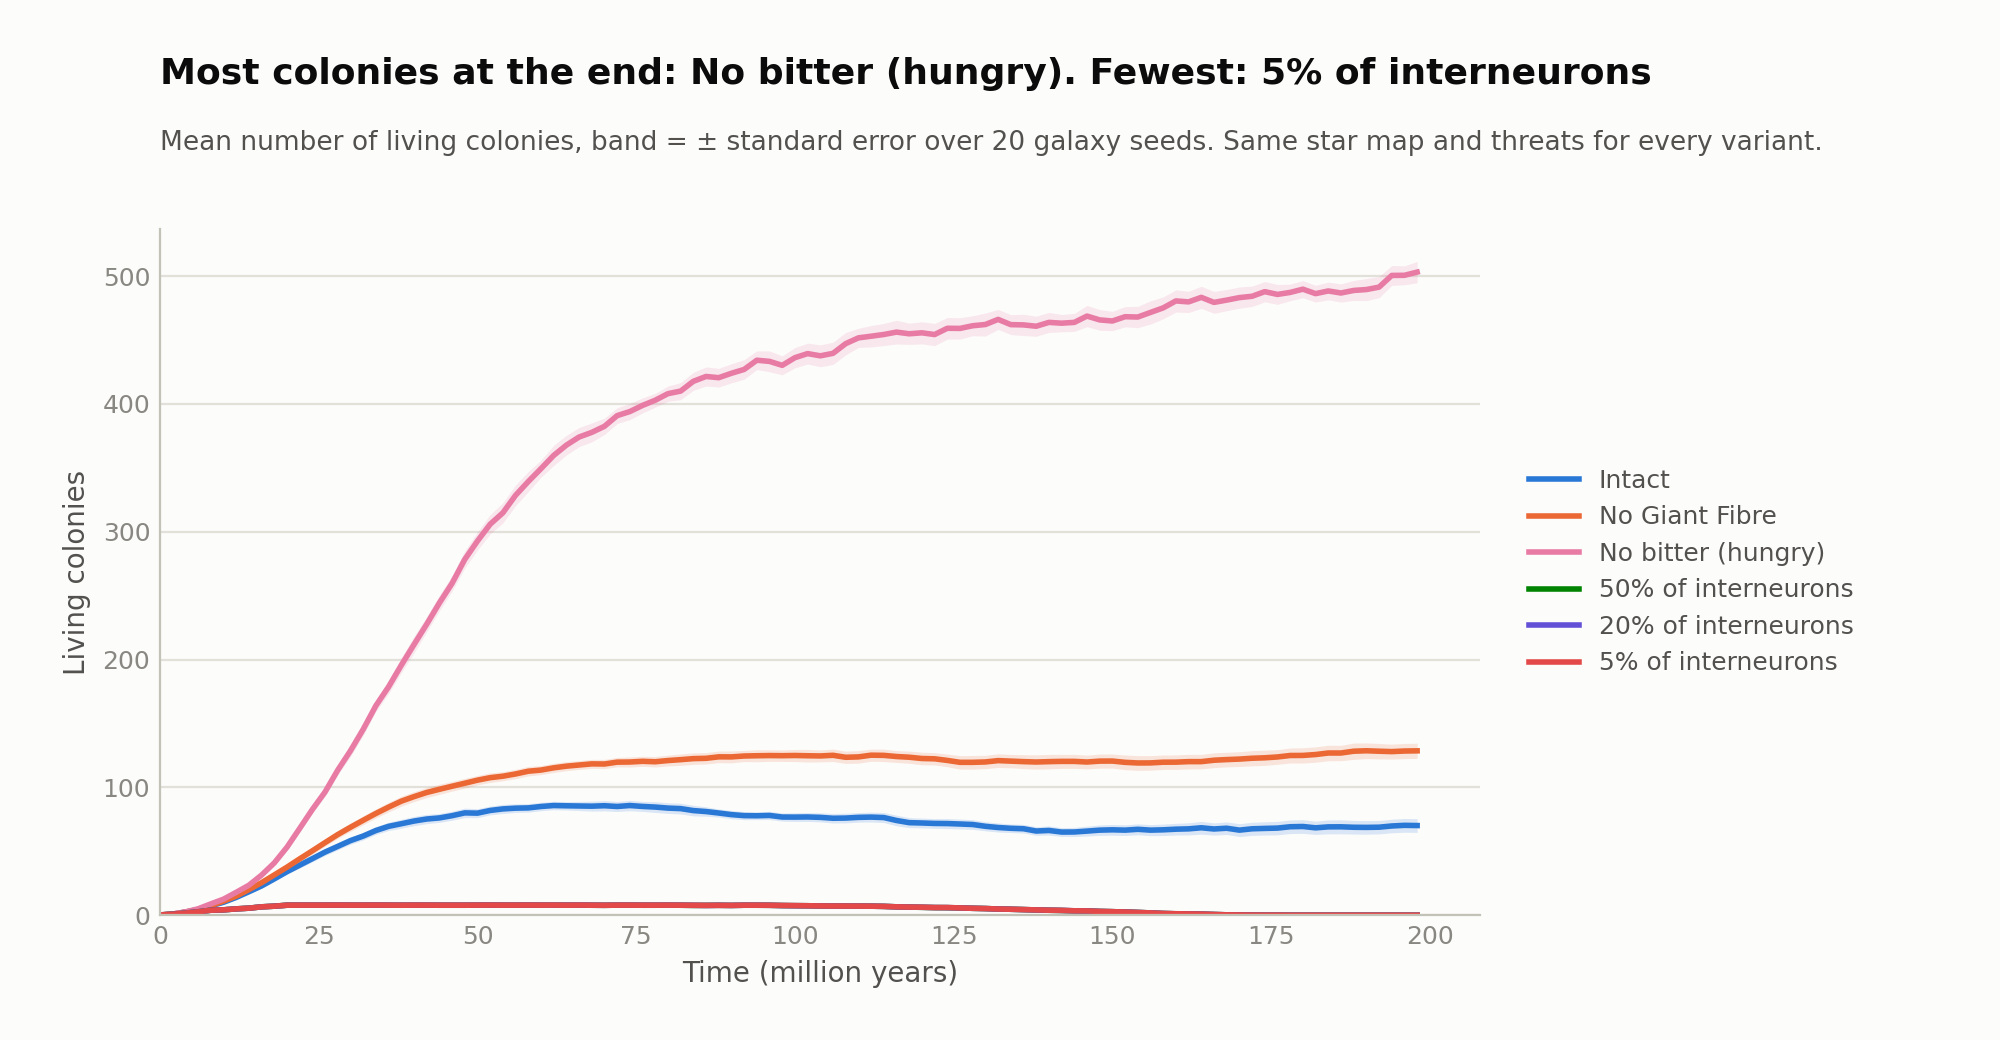 Most colonies at the end: No bitter (hungry). Fewest: 5% of interneurons
Mean number of living colonies, band = ± standard error over 20 galaxy seeds. Same star map and threats for every variant.
Living colonies
500
400
300
200
100
0
0 25 50 75 100 125 150 175 200
Time (million years)
Intact
No Giant Fibre
No bitter (hungry)
50% of interneurons
20% of interneurons
5% of interneurons